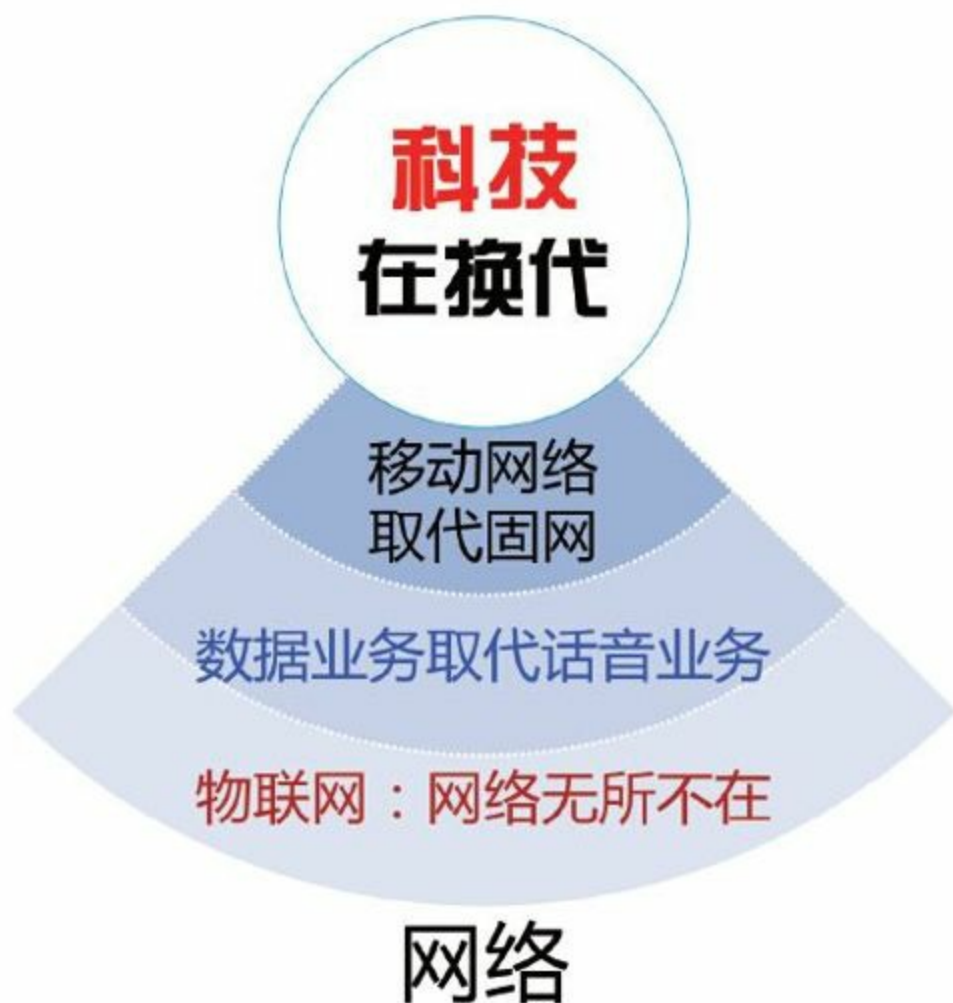 科技
在换代
移动网络
取代固网
数据业务取代话音业务
物联网：网络无所不在
网络